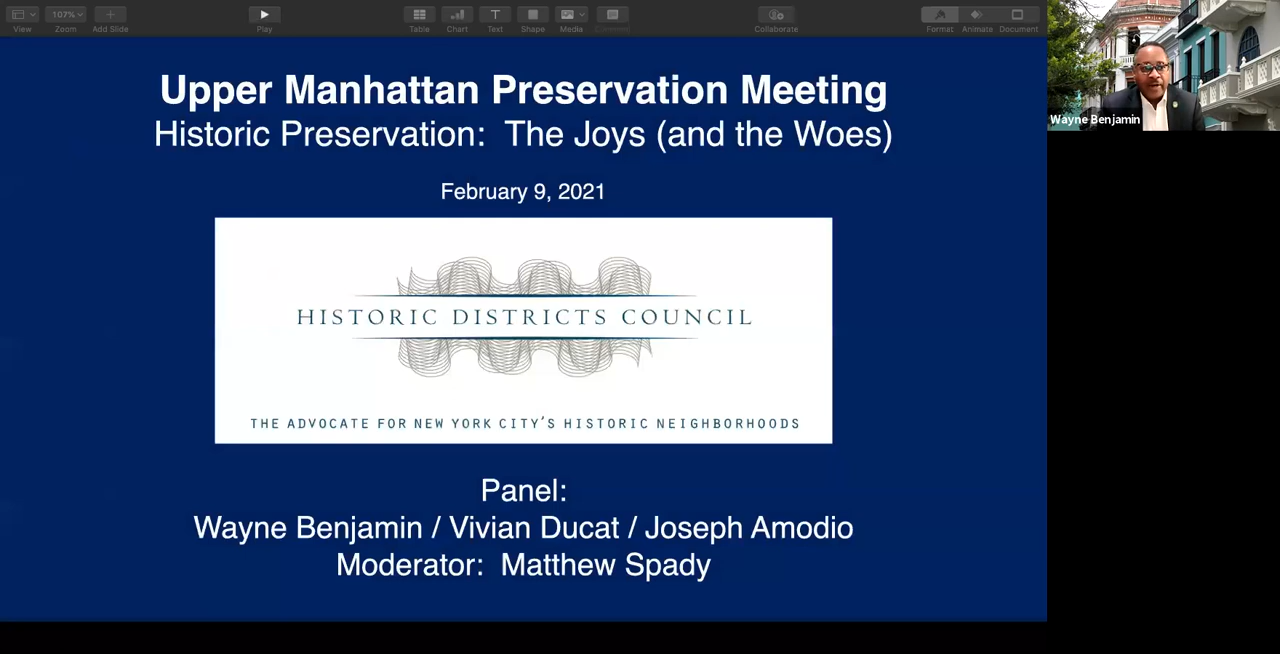 107%
View
Zoom
Add Slide
Play
Table
Chart
Text
Shape
Media
Collaborate
Format
Animate
Document
Wayne Benjamin
Upper Manhattan Preservation Meeting
Historic Preservation: The Joys (and the Woes)
February 9, 2021
HISTORIC DISTRICTS COUNCIL
THE ADVOCATE FOR NEW YORK CITY'S HISTORIC NEIGHBORHOODS
Panel:
Wayne Benjamin / Vivian Ducat / Joseph Amodio
Moderator: Matthew Spady